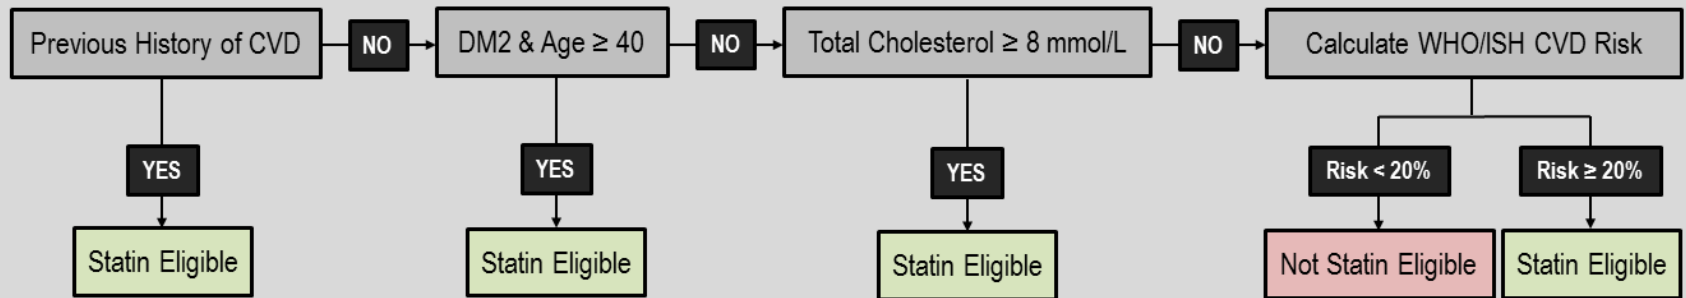 Previous History of CVD
NO
DM2 & Age ≥ 40
NO
Total Cholesterol ≥ 8 mmol/L
NO
Calculate WHO/ISH CVD Risk
YES
YES
YES
Risk < 20%
Risk ≥ 20%
Statin Eligible
Statin Eligible
Statin Eligible
Not Statin Eligible
Statin Eligible